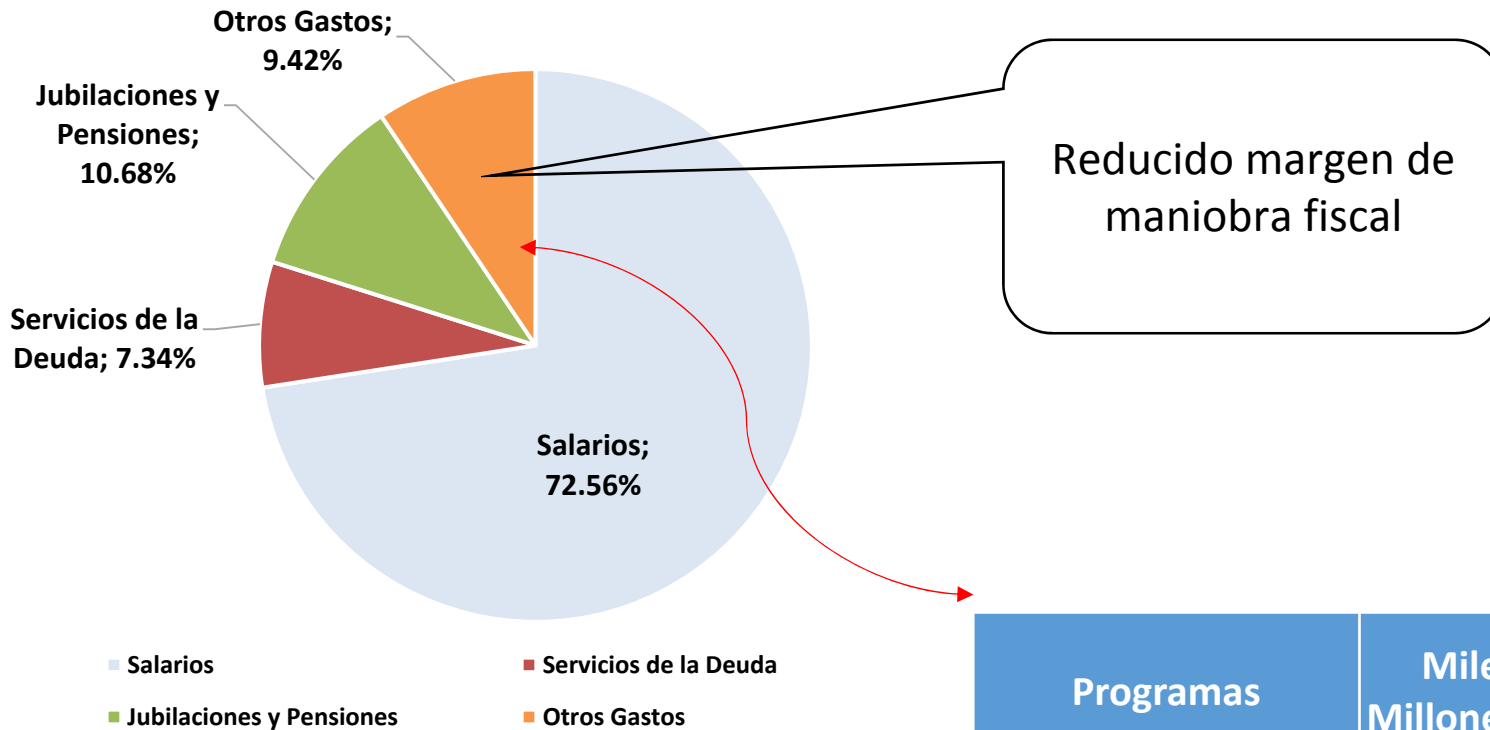 Otros Gastos;
9.42%
Jubilaciones y
Pensiones;
10.68%
Servicios de la
Deuda; 7.34%
Salarios;
72.56%
Reducido margen de
maniobra fiscal
Salarios
Servicios de la Deuda
Jubilaciones y Pensiones
Otros Gastos
Programas